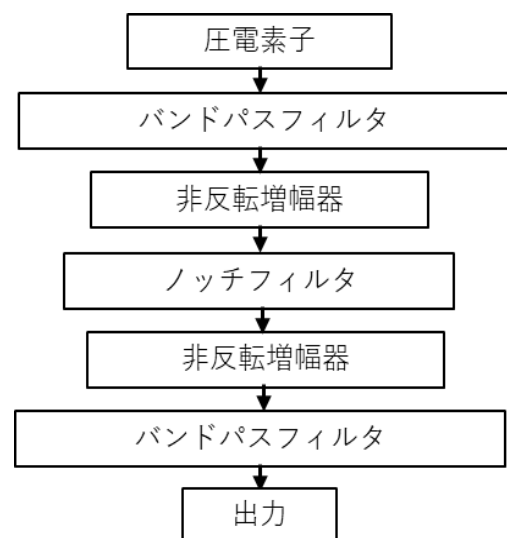 圧電素子
バンドパスフィルタ
非反転増幅器
ノッチフィルタ
非反転増幅器
バンドパスフィルタ
出力